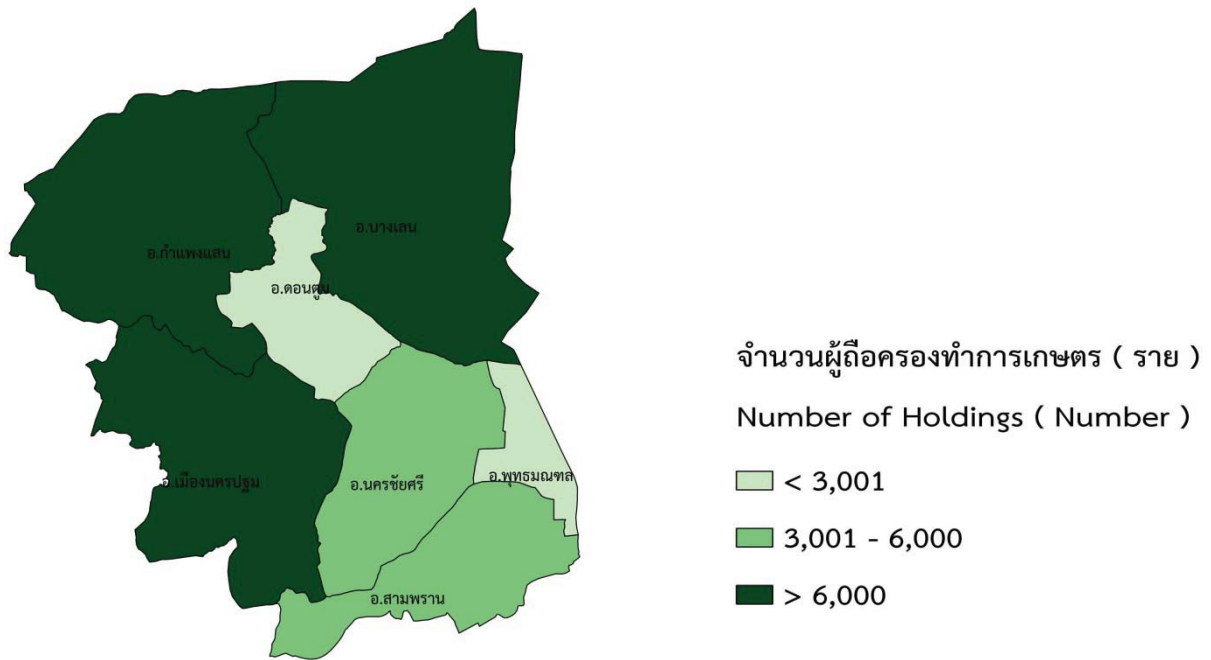 อ.บางเลน
อ.กำแพงแสน
อ.ดอนตูม
อ.เมืองนครปฐม
อ.นครชัยศรี
อ.พุทธมณฑล
อ.สามพราน
จำนวนผู้ถือครองทำการเกษตร ( ราย )
Number of Holdings ( Number )
< 3,001
3,001 - 6,000
> 6,000